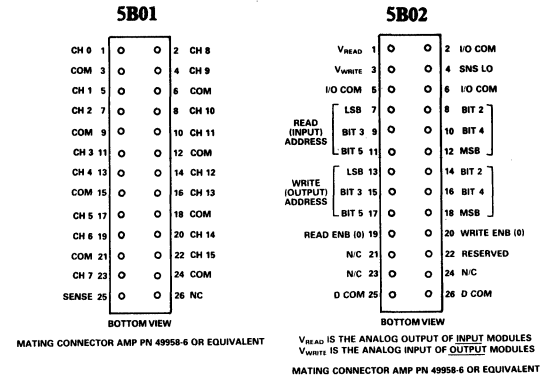 5B01
CH 0 1 2 CH 8
COM 3 4 CH 9
CH 1 5 6 COM
CH 2 7 8 CH 10
COM 9 10 CH 11
CH 3 11 12 COM
CH 4 13 14 CH 12
COM 15 16 CH 13
CH 5 17 18 COM
CH 6 19 20 CH 14
COM 21 22 CH 15
CH 7 23 24 COM
SENSE 25 26 NC
BOTTOM VIEW
MATING CONNECTOR AMP PN 49958-6 OR EQUIVALENT
5B02
VREAD 1 2 I/O COM
VWRITE 3 4 SNS LO
I/O COM 5 6 I/O COM
READ
(INPUT)
ADDRESS
LSB 7 8 BIT 2
BIT 3 9 10 BIT 4
BIT 5 11 12 MSB
WRITE
(OUTPUT)
ADDRESS
LSB 13 14 BIT 2
BIT 3 15 16 BIT 4
BIT 5 17 18 MSB
READ ENB (0) 19 20 WRITE ENB (0)
N/C 21 22 RESERVED
N/C 23 24 N/C
D COM 25 26 D COM
BOTTOM VIEW
VREAD IS THE ANALOG OUTPUT OF INPUT MODULES
VWRITE IS THE ANALOG INPUT OF OUTPUT MODULES
MATING CONNECTOR AMP PN 49958-6 OR EQUIVALENT